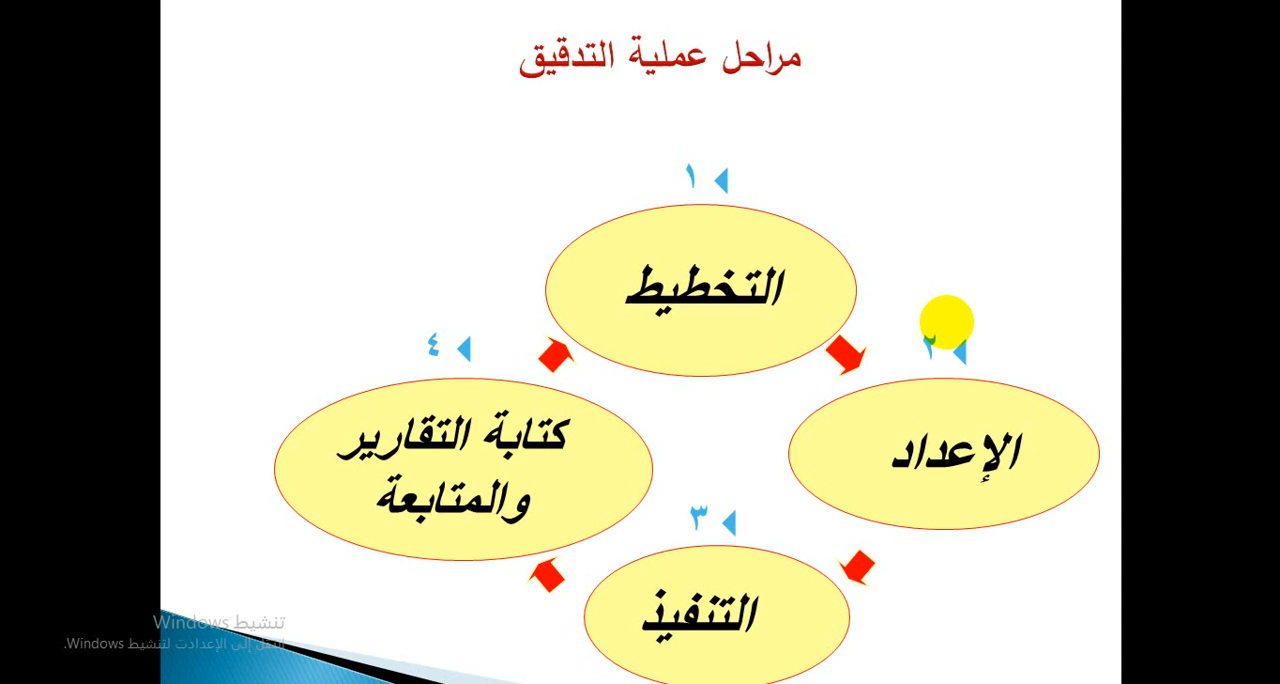 مراحل عملية التدقيق
١
التخطيط
٢
الإعداد
٣
التنفيذ
٤
كتابة التقارير
والمتابعة
تنشيط Windows
انتقل إلى الإعدادت لتنشيط Windows.